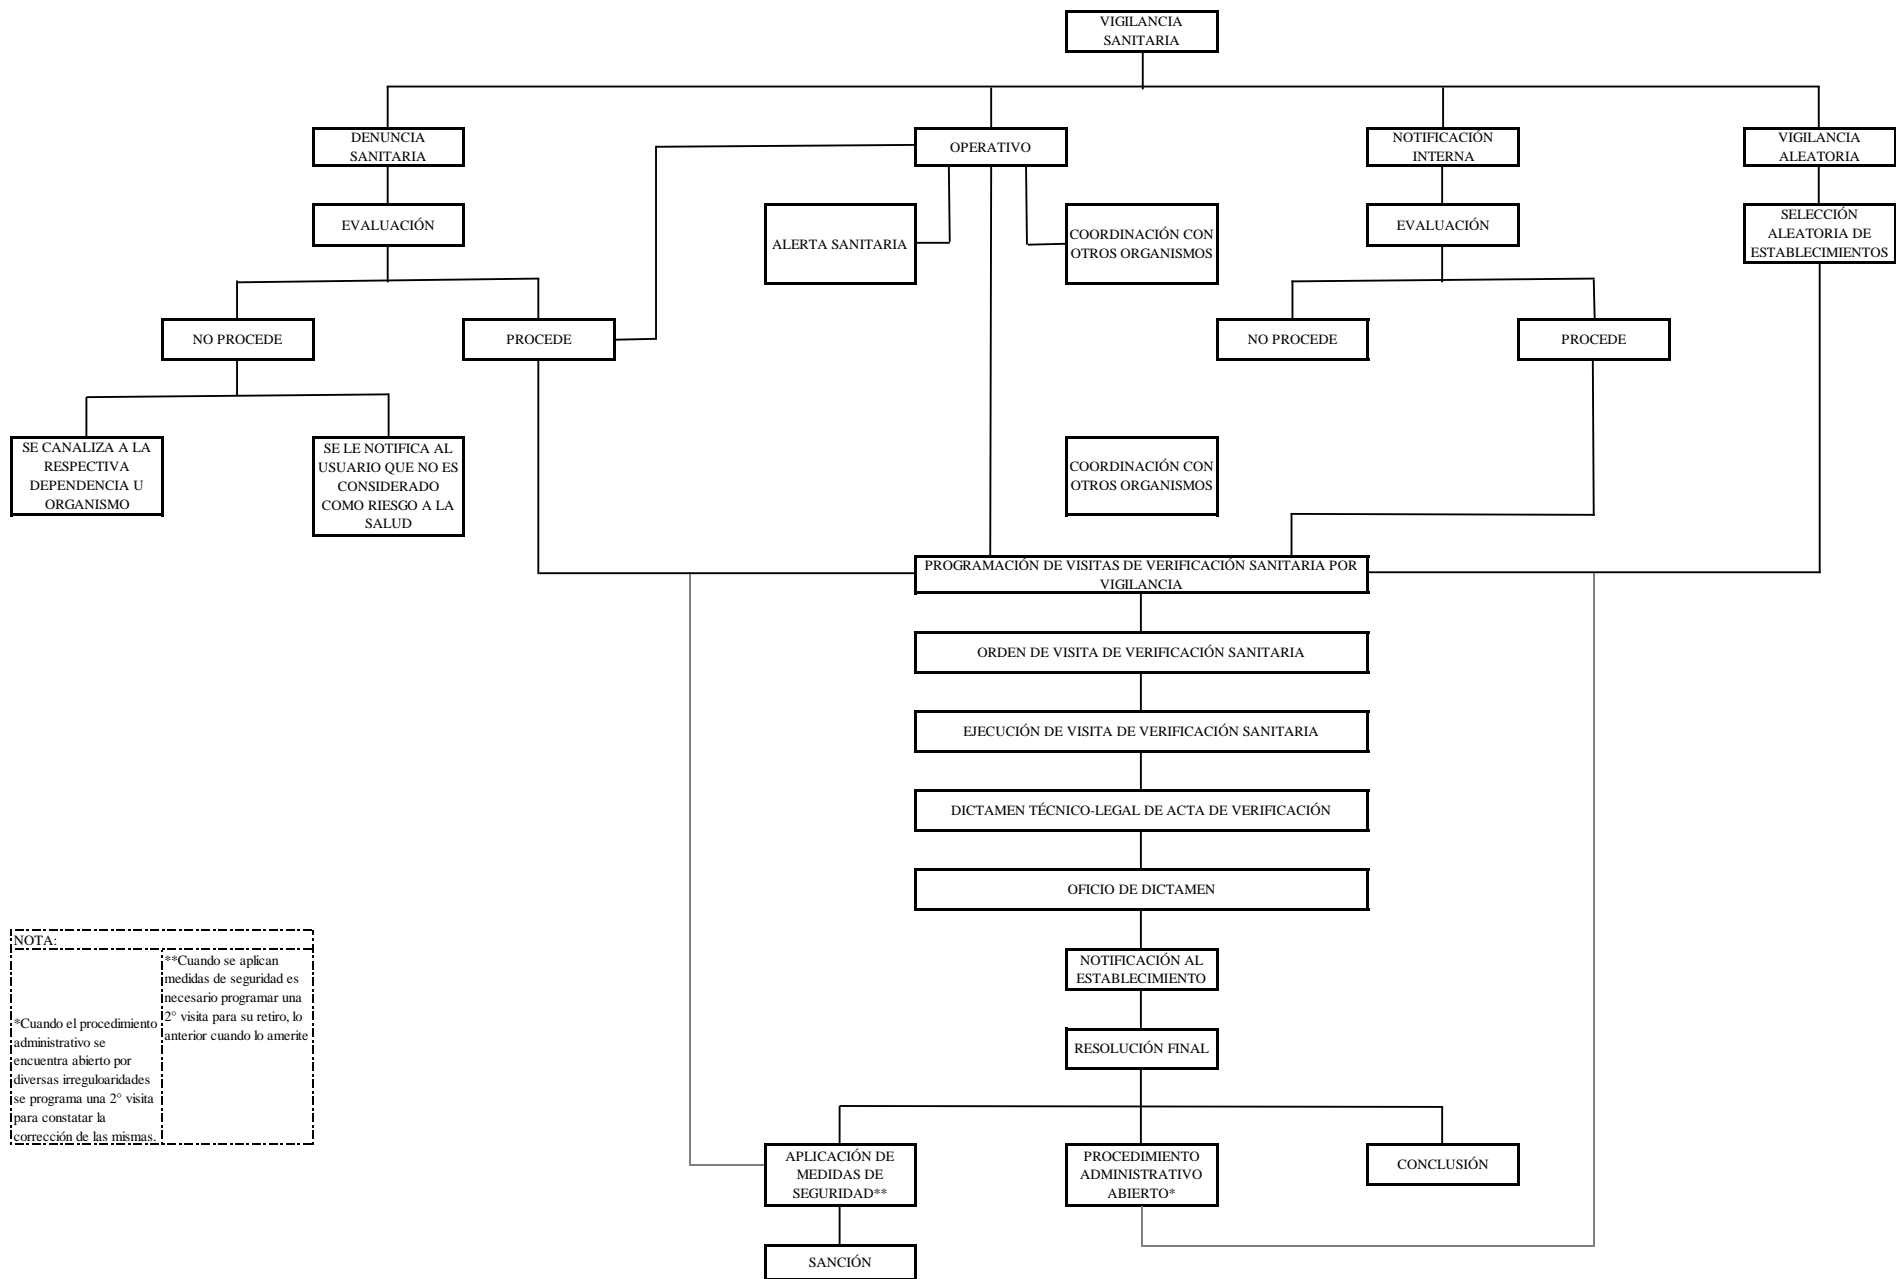 VIGILANCIA
SANITARIA
DENUNCIA
SANITARIA
OPERATIVO
NOTIFICACIÓN
INTERNA
VIGILANCIA
ALEATORIA
EVALUACIÓN
ALERTA SANITARIA
COORDINACIÓN CON
OTROS ORGANISMOS
EVALUACIÓN
SELECCIÓN
ALEATORIA DE
ESTABLECIMIENTOS
NO PROCEDE
PROCEDE
NO PROCEDE
PROCEDE
SE CANALIZA A LA
RESPECTIVA
DEPENDENCIA U
ORGANISMO
SE LE NOTIFICA AL
USUARIO QUE NO ES
CONSIDERADO
COMO RIESGO A LA
SALUD
COORDINACIÓN CON
OTROS ORGANISMOS
PROGRAMACIÓN DE VISITAS DE VERIFICACIÓN SANITARIA POR
VIGILANCIA
ORDEN DE VISITA DE VERIFICACIÓN SANITARIA
EJECUCIÓN DE VISITA DE VERIFICACIÓN SANITARIA
DICTAMEN TÉCNICO-LEGAL DE ACTA DE VERIFICACIÓN
OFICIO DE DICTAMEN
NOTIFICACIÓN AL
ESTABLECIMIENTO
RESOLUCIÓN FINAL
APLICACIÓN DE
MEDIDAS DE
SEGURIDAD**
PROCEDIMIENTO
ADMINISTRATIVO
ABIERTO*
CONCLUSIÓN
SANCIÓN
NOTA:
*Cuando el procedimiento
administrativo se
encuentra abierto por
diversas irreguloaridades
se programa una 2° visita
para constatar la
corrección de las mismas.
**Cuando se aplican
medidas de seguridad es
necesario programar una
2° visita para su retiro, lo
anterior cuando lo amerite